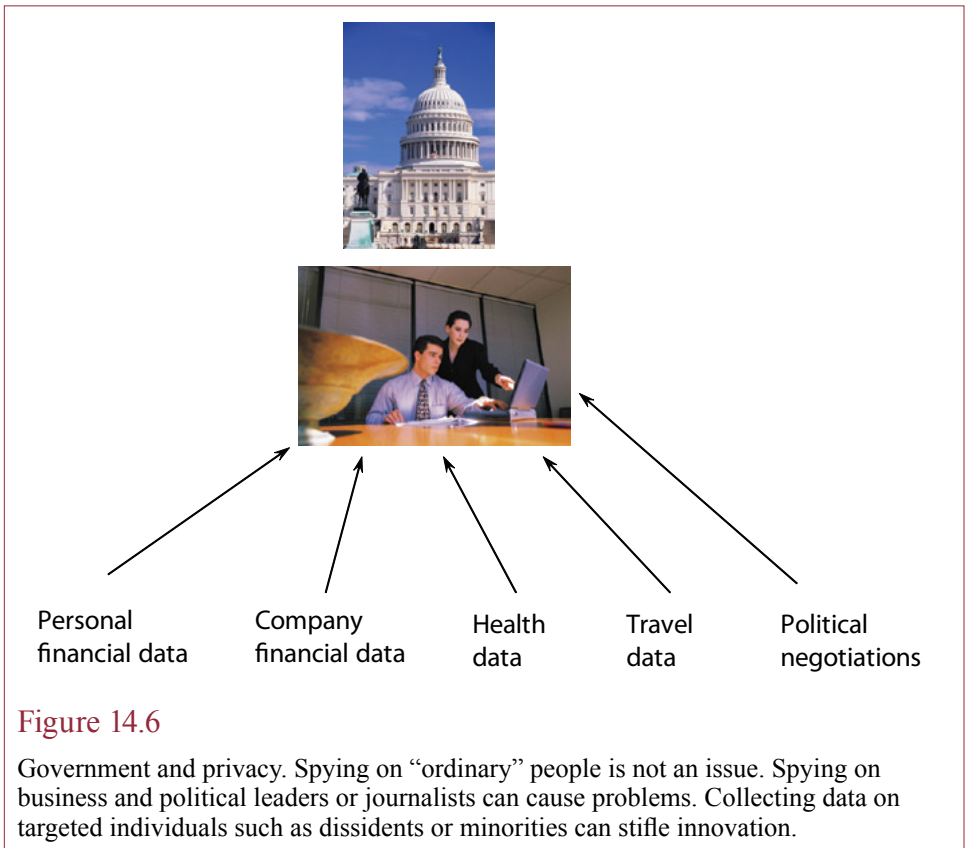 Personal
financial data
Company
financial data
Health
data
Travel
data
Political
negotiations
Figure 14.6
Government and privacy. Spying on “ordinary” people is not an issue. Spying on
business and political leaders or journalists can cause problems. Collecting data on
targeted individuals such as dissidents or minorities can stifle innovation.